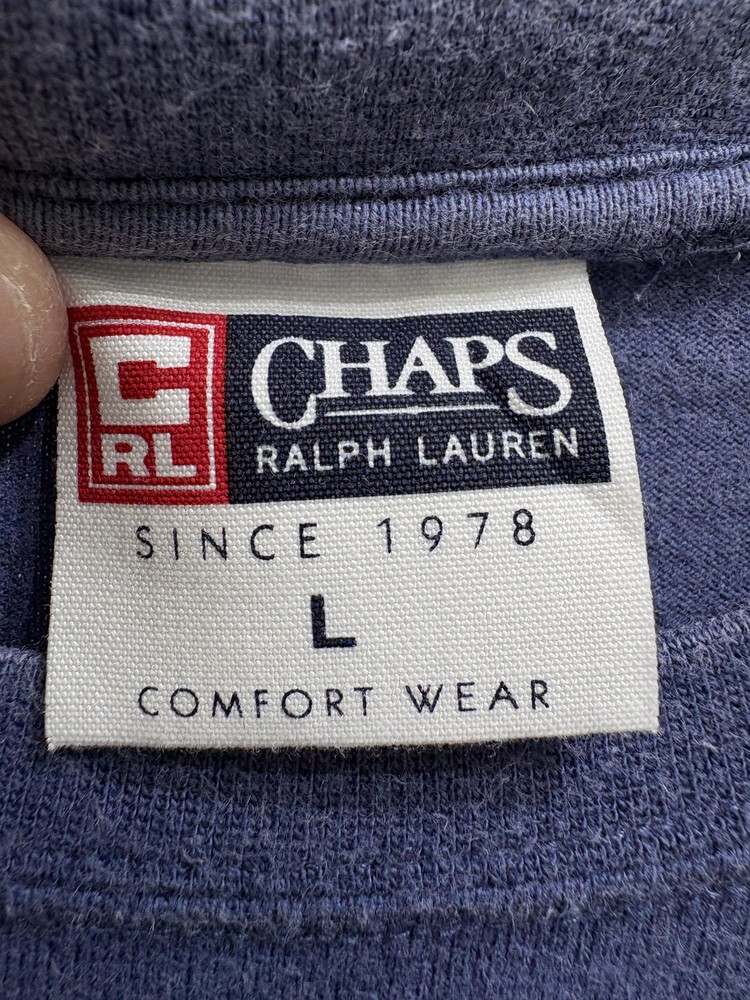 C
RL
CHAPS
RALPH LAUREN
SINCE 1978
L
COMFORT WEAR